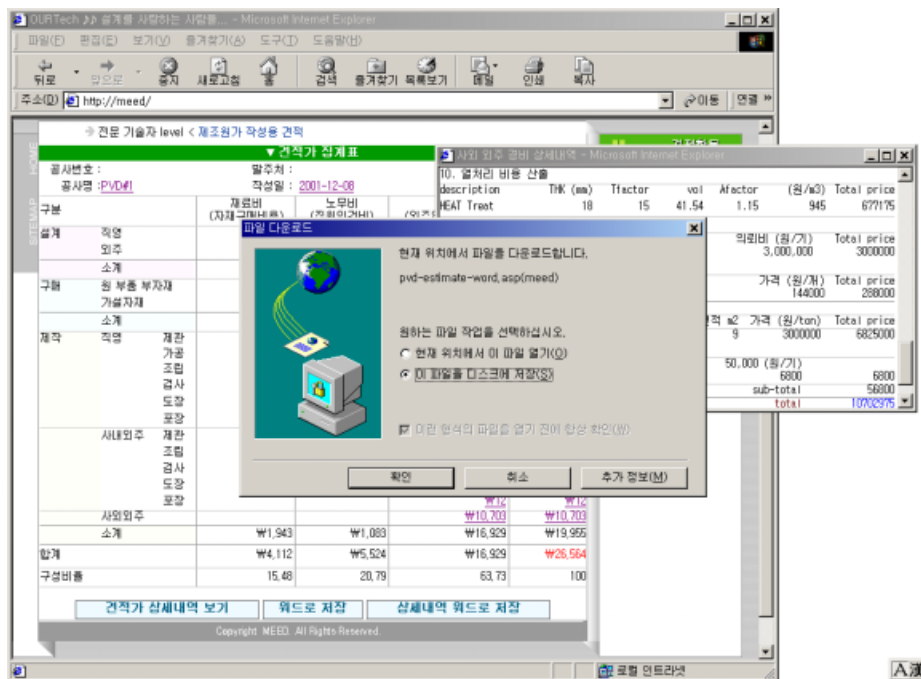 OURTech ♪♪ 설계를 사랑하는 사람들... - Microsoft Internet Explorer
파일(F) 편집(E) 보기(V) 즐겨찾기(A) 도구(T) 도움말(H)
뒤로 앞으로 중지 새로고침 홈 검색 즐겨찾기 목록보기 메일 인쇄 복사
주소(D) http://meed/ 이동 연결 »
HOME
SITEMAP
전문 기술자 level < 제조원가 작성용 견적
▼ 견적가 집계표
공사번호 : 발주처 :
공사명 : PVD#1 작성일 : 2001-12-08
구분 재료비 노무비
(자재구매비률)
설계 직영
외주
소계
구매 원 부품 부자재
가설자재
소계
제작 직영 제관
가공
조립
검사
도장
포장
사내외주 제관
조립
검사
도장
포장 ₩12 ₩12
사외외주 ₩10,703 ₩10,703
소계 ₩1,943 ₩1,083 ₩16,929 ₩19,955
합계 ₩4,112 ₩5,524 ₩16,929 ₩26,564
구성비율 15.48 20.79 63.73 100
견적가 상세내역 보기 워드로 저장 상세내역 워드로 저장
Copyright MEED. All Rights Reserved.
로컬 인트라넷
사외 외주 경비 상세내역 - Microsoft Internet Explorer
10. 열처리 비용 산출
description THK (mm) Tfactor vol Afactor (원/m3) Total price
HEAT Treat 18 15 41.54 1.15 945 677175
의뢰비 (원/기) Total price
3,000,000 3000000
가격 (원/개) Total price
144000 288000
적 m2 가격 (원/ton) Total price
9 3000000 6825000
50,000 (원/기)
6800 6800
sub-total 56800
total 10702975
파일 다운로드
현재 위치에서 파일을 다운로드합니다.
pvd-estimate-word.asp(meed)
원하는 파일 작업을 선택하십시오.
현재 위치에서 이 파일 열기(O)
이 파일을 디스크에 저장(S)
이런 형식의 파일을 열기 전에 항상 확인(W)
확인 취소 추가 정보(M)
A漢